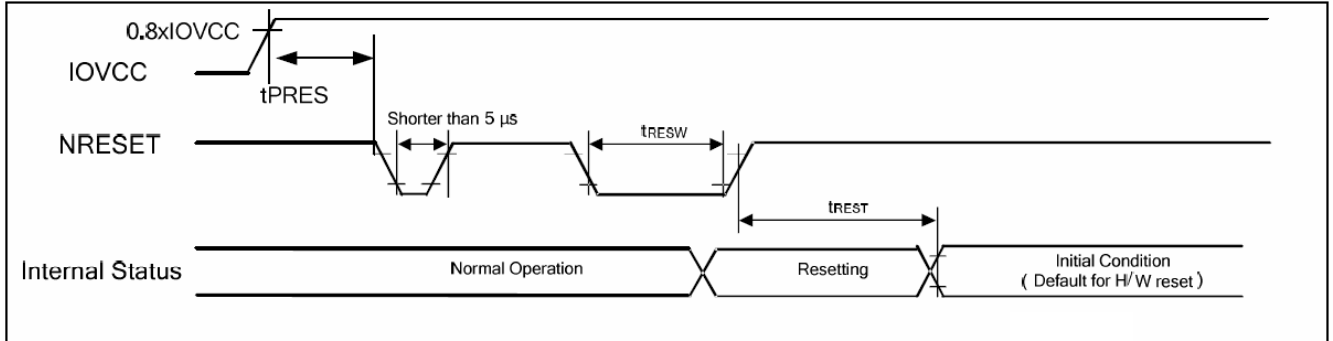 0.8xIOVCC
IOVCC
tPRES
Shorter than 5 µs
NRESET
tRESW
tREST
Internal Status
Normal Operation
Resetting
Initial Condition
( Default for H/W reset )